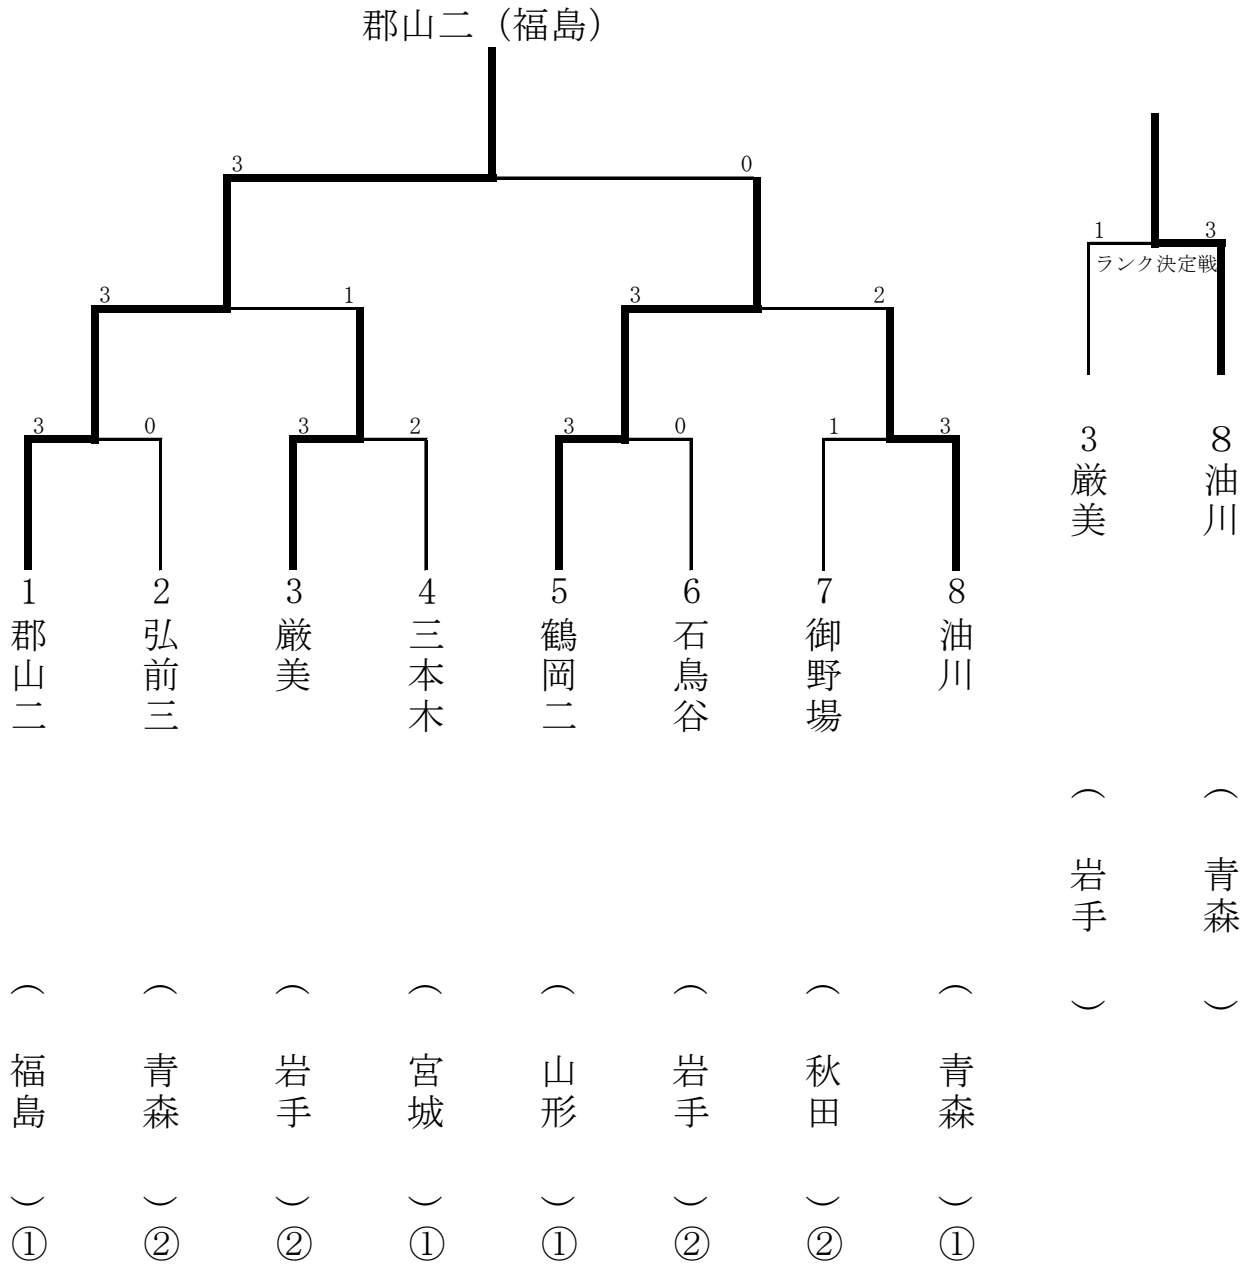 郡山二（福島）
3 0
1 3
ランク決定戦
3 1 3 2
3 0 3 2 3 0 1 3
3 厳美 （岩手）
8 油川 （青森）
1 郡山二 （福島） ①
2 弘前三 （青森） ②
3 厳美 （岩手） ②
4 三本木 （宮城） ①
5 鶴岡二 （山形） ①
6 石鳥谷 （岩手） ②
7 御野場 （秋田） ②
8 油川 （青森） ①